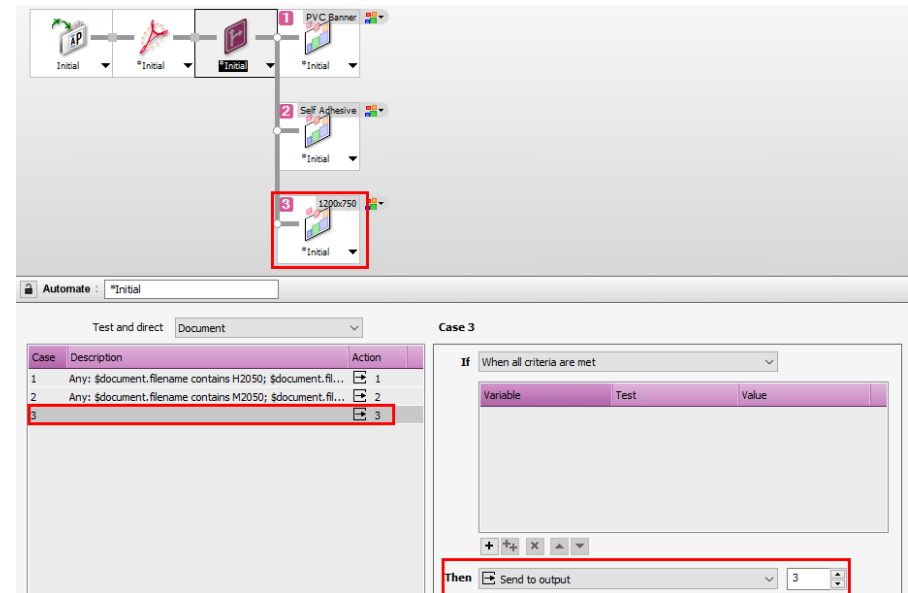 1 PVC Banner
AP
Initial *Initial *Initial *Initial
2 Self Adhesive
*Initial
3 1200x750
*Initial
Automate : *Initial
Test and direct Document
Case Description Action
1 Any: $document.filename contains H2050; $document.fil... 1
2 Any: $document.filename contains M2050; $document.fil... 2
3 3
Case 3
If When all criteria are met
Variable Test Value
Then Send to output 3